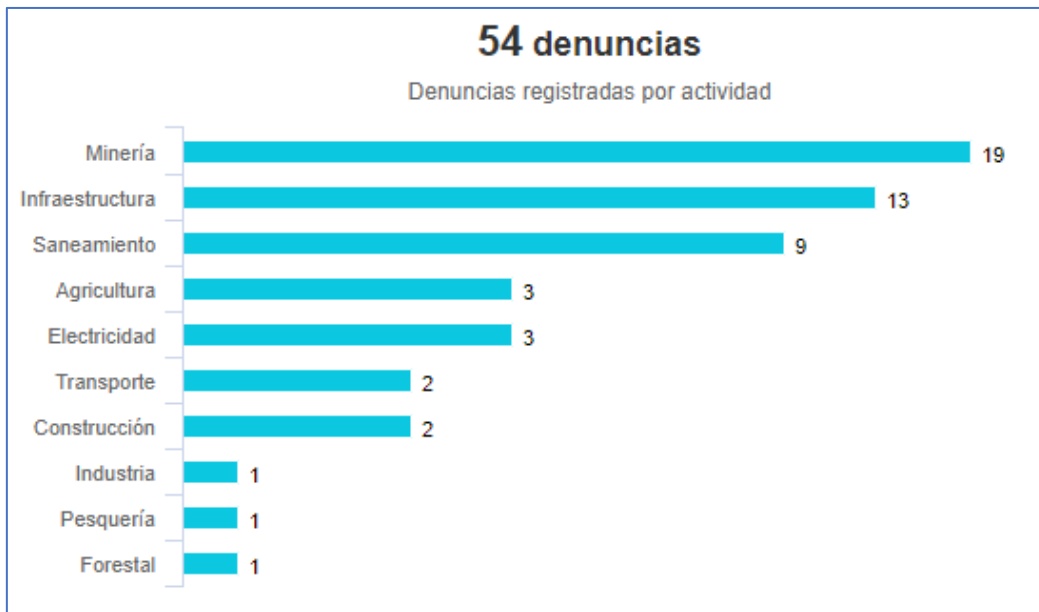 54 denuncias
Denuncias registradas por actividad
Minería 19
Infraestructura 13
Saneamiento 9
Agricultura 3
Electricidad 3
Transporte 2
Construcción 2
Industria 1
Pesquería 1
Forestal 1